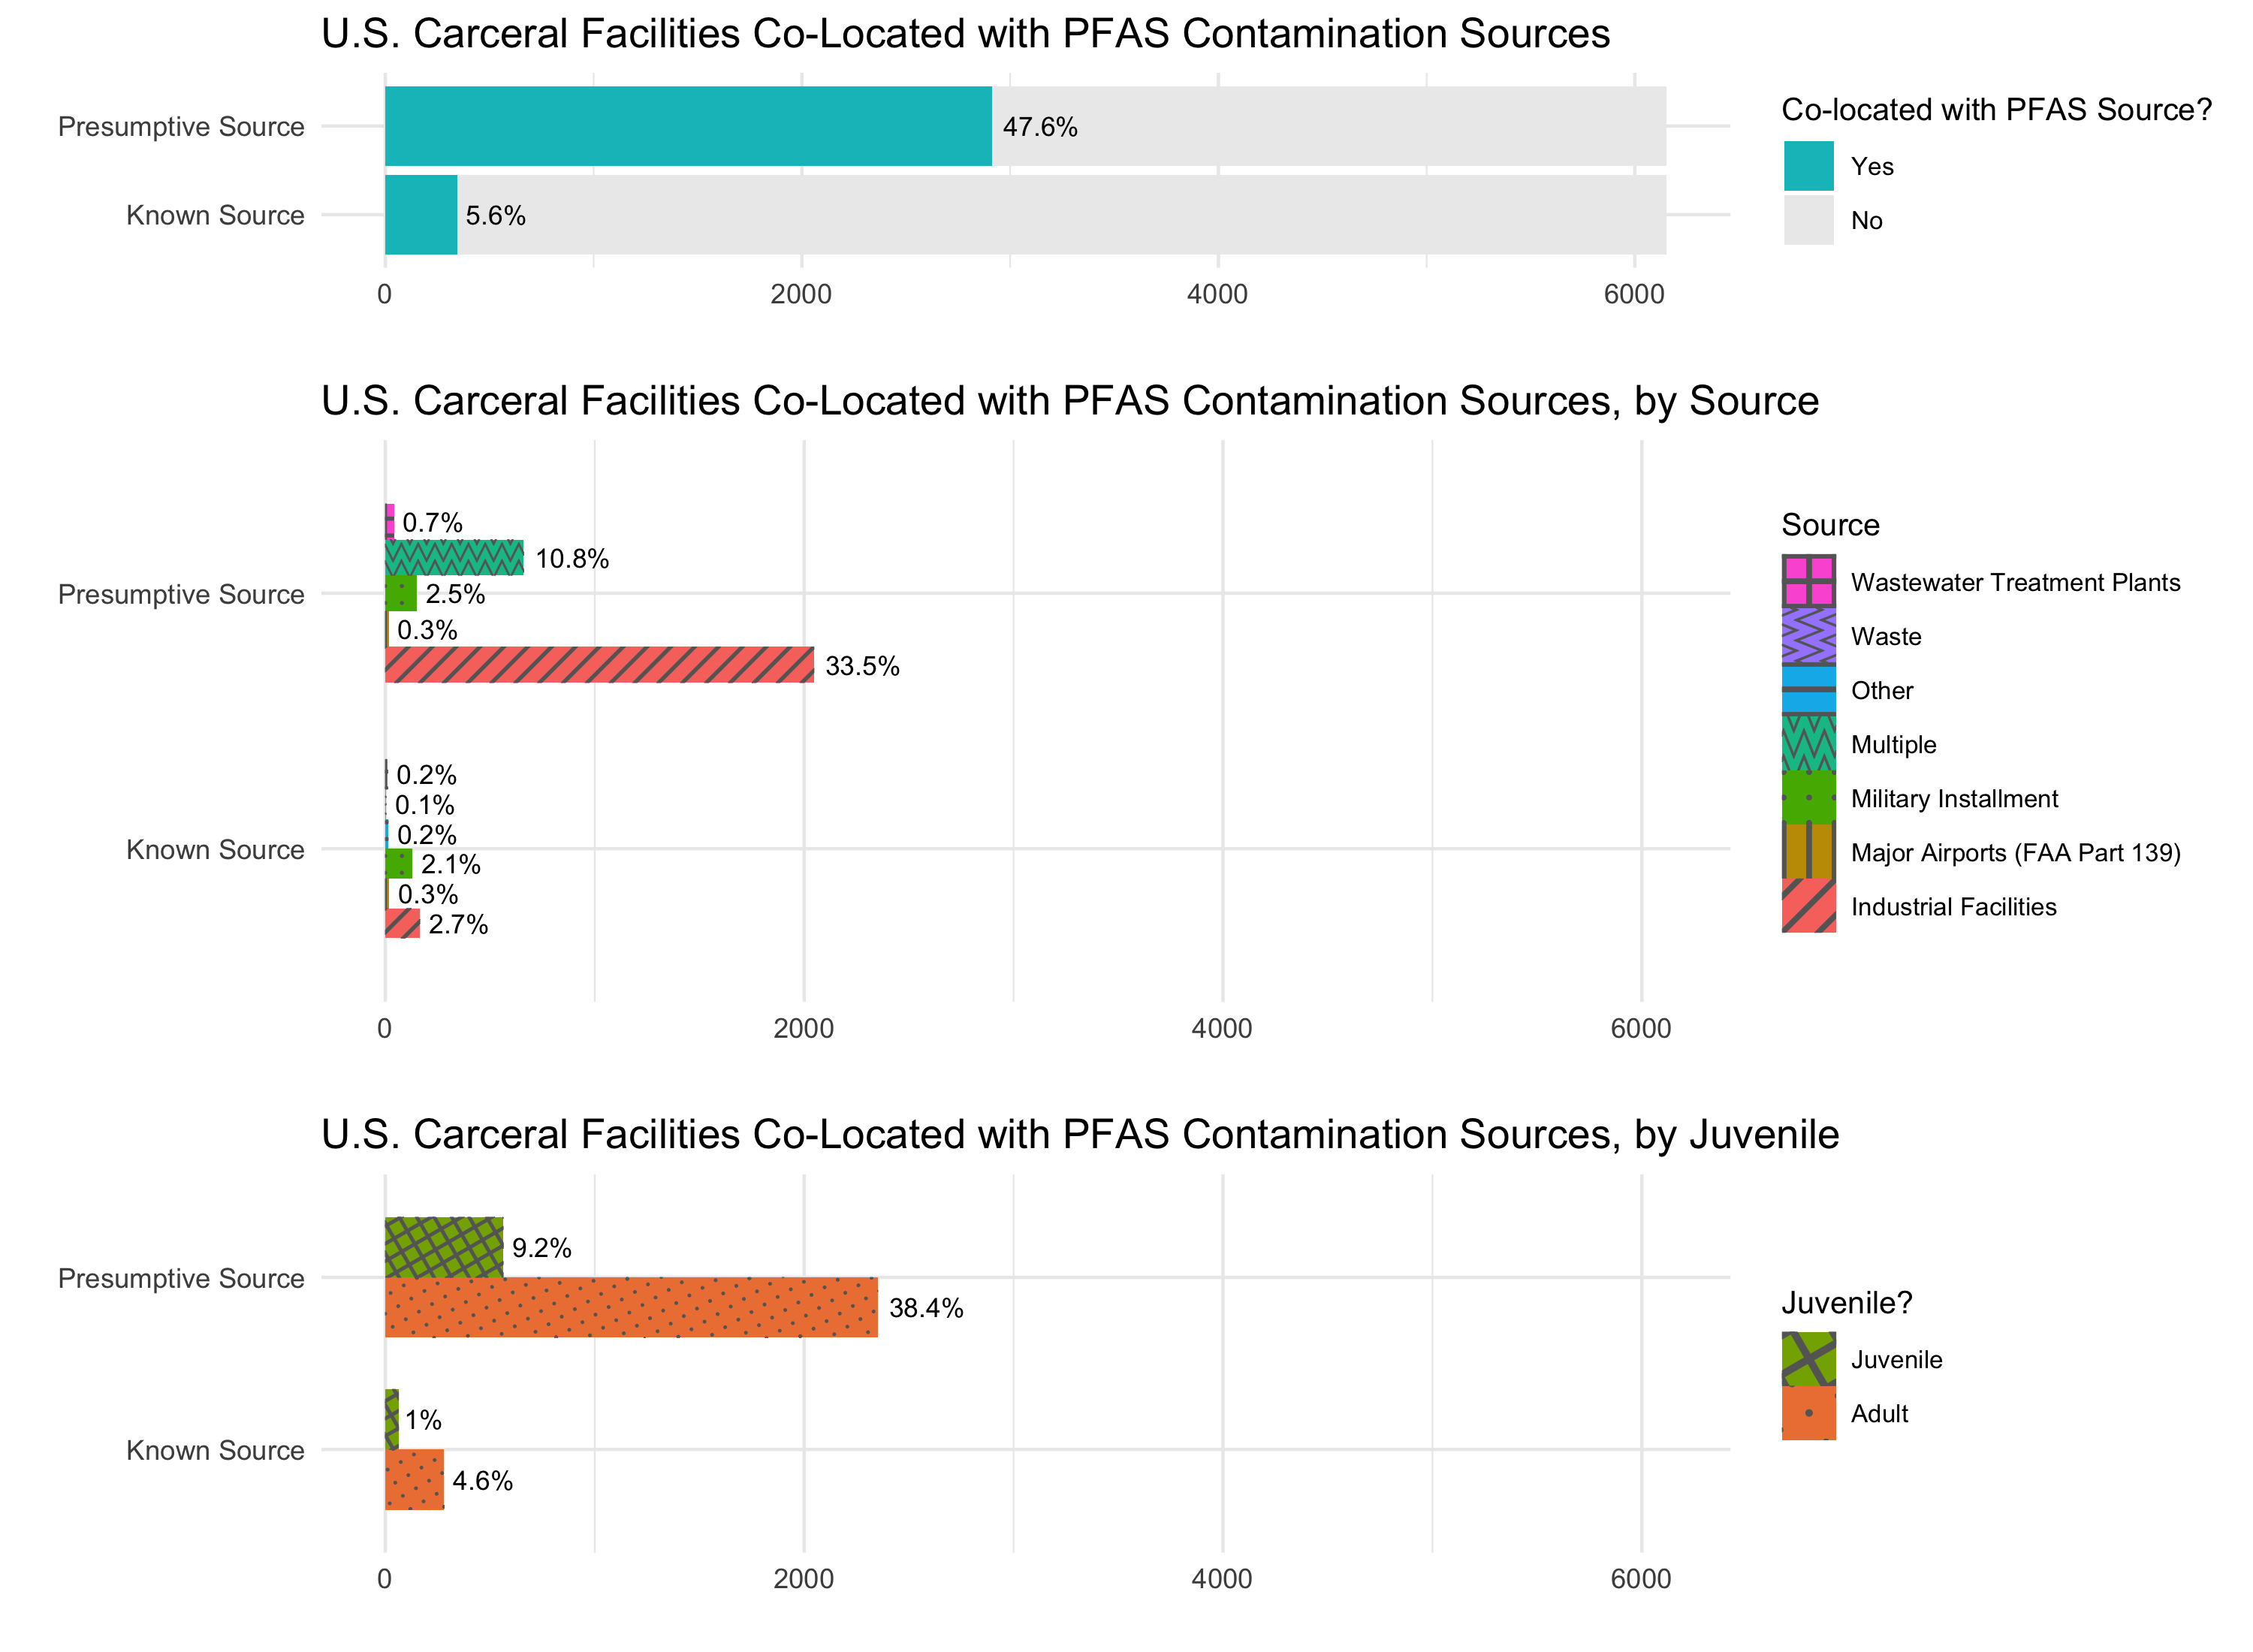 U.S. Carceral Facilities Co-Located with PFAS Contamination Sources
Presumptive Source
47.6%
Known Source
5.6%
0 2000 4000 6000
Co-located with PFAS Source?
Yes
No
U.S. Carceral Facilities Co-Located with PFAS Contamination Sources, by Source
Presumptive Source
0.7%
10.8%
2.5%
0.3%
33.5%
Known Source
0.2%
0.1%
0.2%
2.1%
0.3%
2.7%
0 2000 4000 6000
Source
Wastewater Treatment Plants
Waste
Other
Multiple
Military Installment
Major Airports (FAA Part 139)
Industrial Facilities
U.S. Carceral Facilities Co-Located with PFAS Contamination Sources, by Juvenile
Presumptive Source
9.2%
38.4%
Known Source
1%
4.6%
0 2000 4000 6000
Juvenile?
Juvenile
Adult